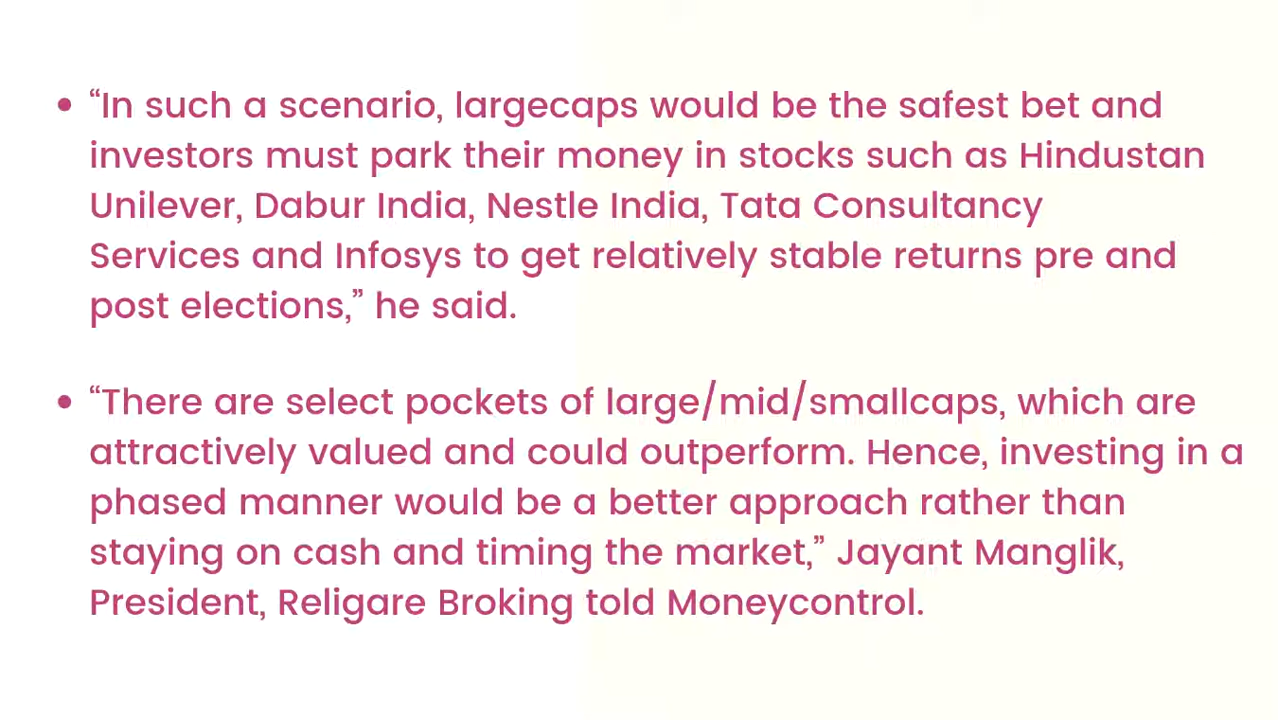 • “In such a scenario, largecaps would be the safest bet and
investors must park their money in stocks such as Hindustan
Unilever, Dabur India, Nestle India, Tata Consultancy
Services and Infosys to get relatively stable returns pre and
post elections,” he said.
• “There are select pockets of large/mid/smallcaps, which are
attractively valued and could outperform. Hence, investing in a
phased manner would be a better approach rather than
staying on cash and timing the market,” Jayant Manglik,
President, Religare Broking told Moneycontrol.